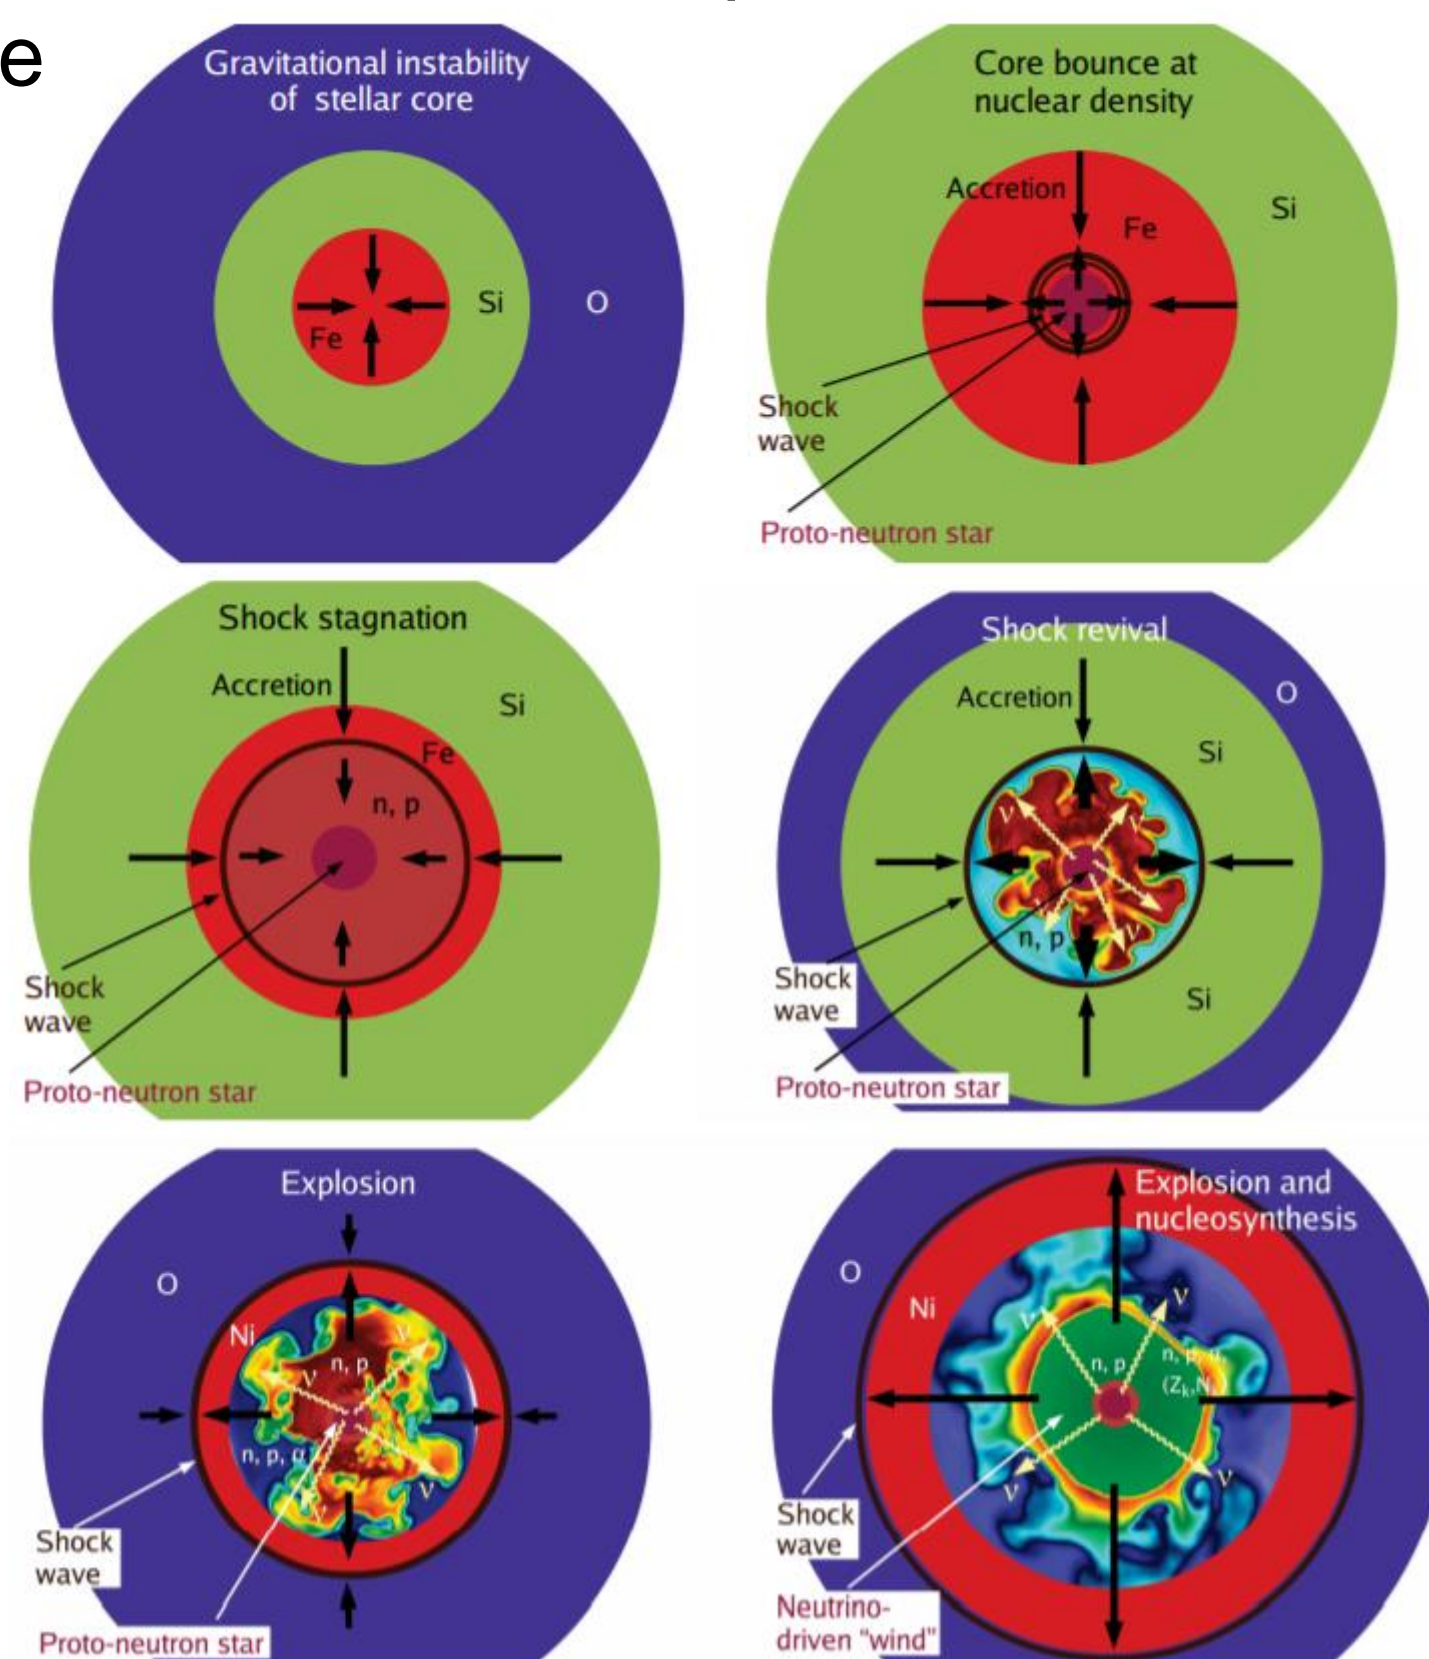 e
Gravitational instability
of stellar core
Fe
Si
O
Core bounce at
nuclear density
Accretion
Fe
Si
Shock
wave
Proto-neutron star
Shock stagnation
Accretion
Si
Fe
n, p
Shock
wave
Proto-neutron star
Shock revival
Accretion
O
Si
ν
ν
n, p
ν
Si
Shock
wave
Proto-neutron star
Explosion
O
Ni
ν
n, p
ν
n, p, α
ν
ν
Shock
wave
Proto-neutron star
Explosion and
nucleosynthesis
O
Ni
ν
ν
n, p
n, p, α,
(Zk,N
ν
ν
Shock
wave
Neutrino-
driven “wind”